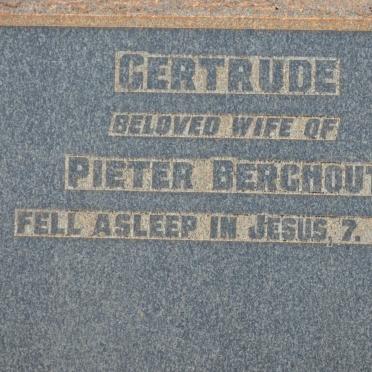 GERTRUDE
BELOVED WIFE OF
PIETER BERGHOUT
FELL ASLEEP IN JESUS, 7.